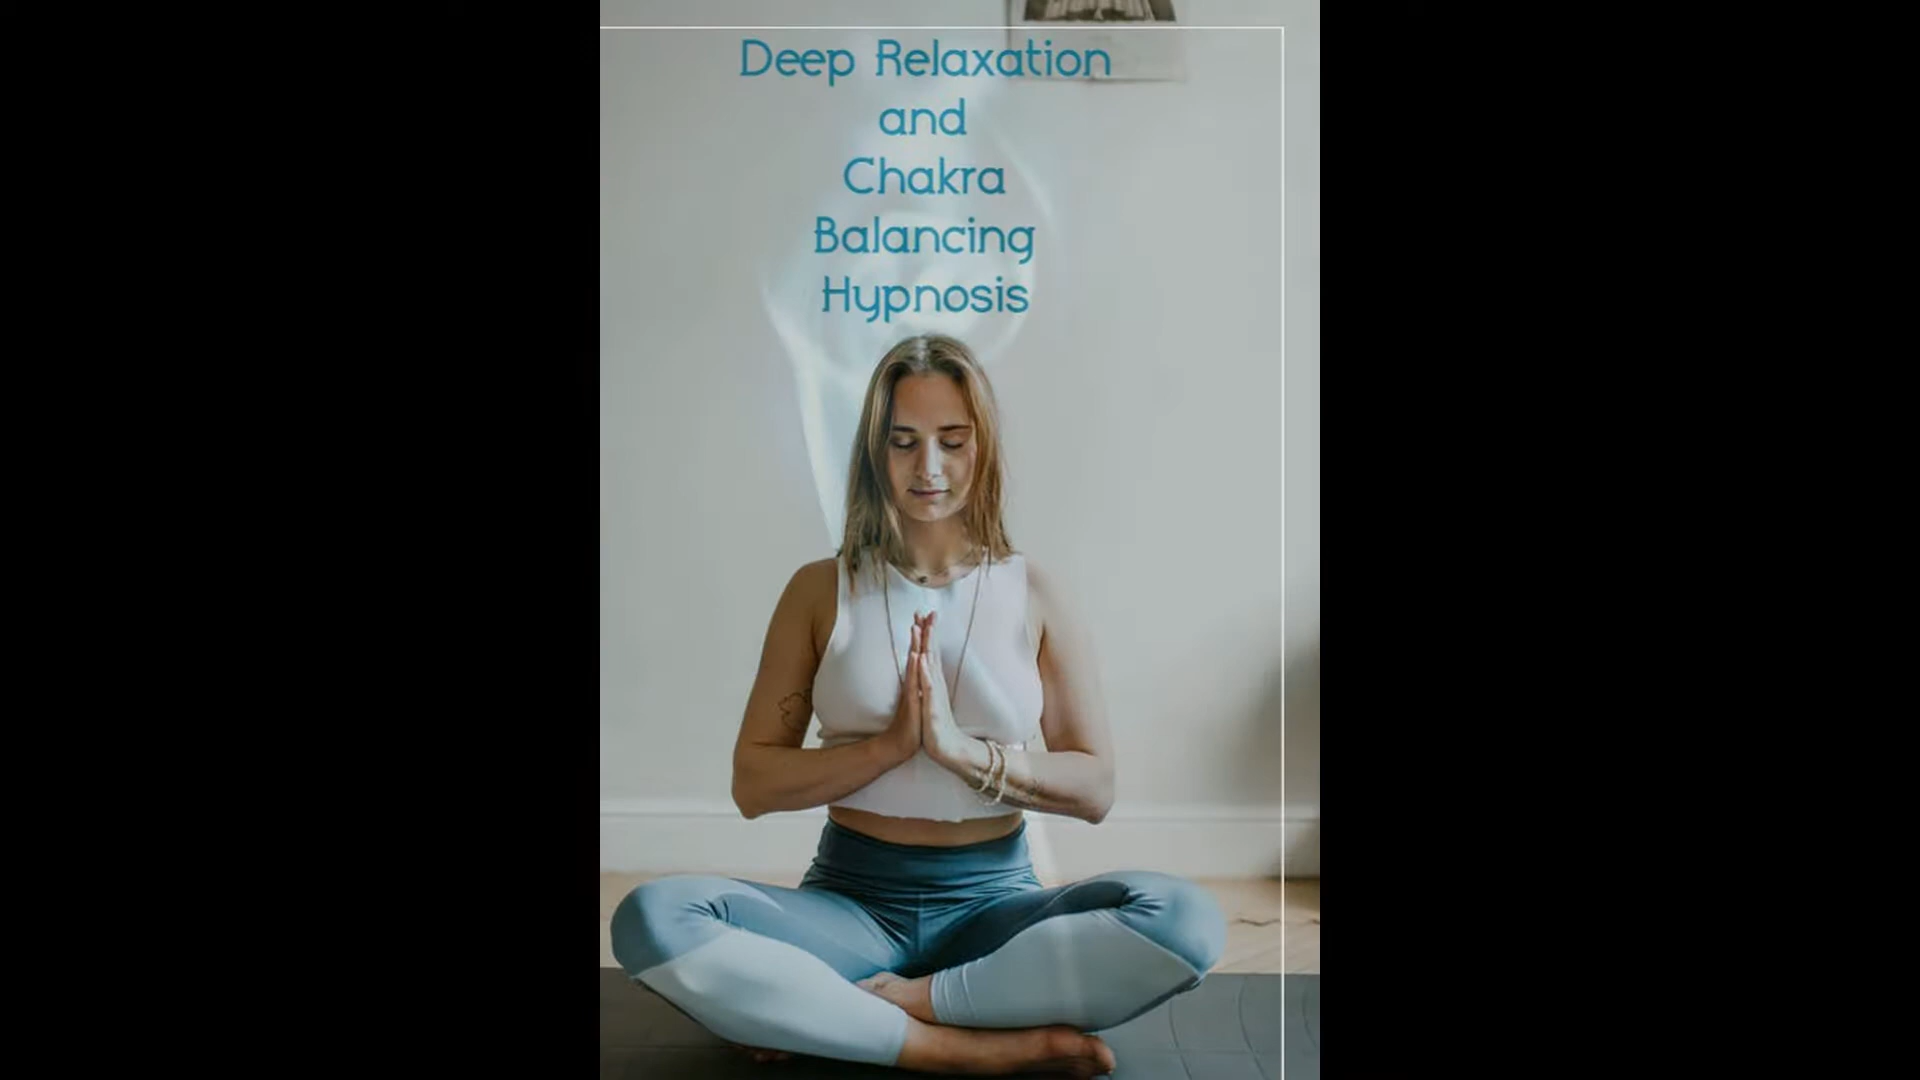 Deep Relaxation
and
Chakra
Balancing
Hypnosis